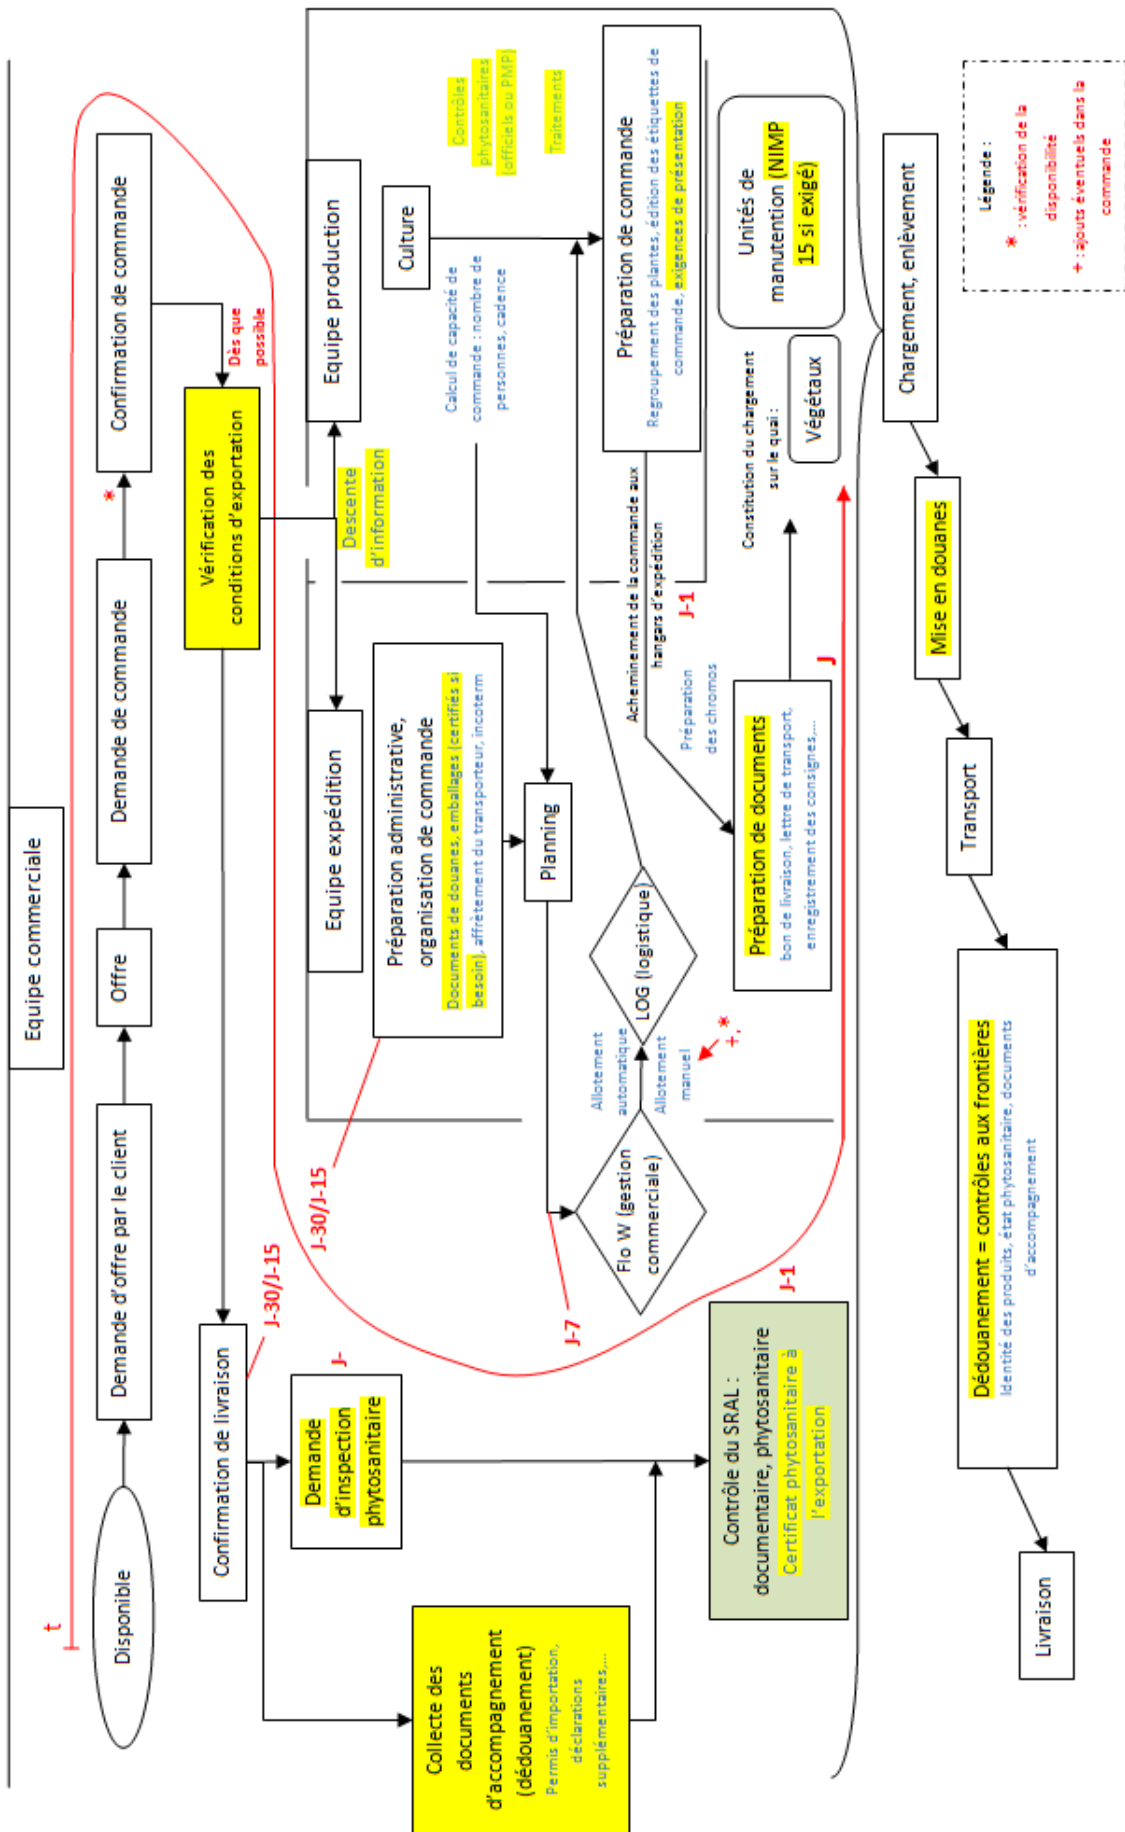 Equipe commerciale
t
Disponible
Demande d'offre par le client
Offre
Demande de commande
*
Confirmation de commande
Dès que
possible
Vérification des
conditions d'exportation
Confirmation de livraison
J-30/J-15
Descente
d'information
Equipe expédition
Equipe production
J-30/J-15
Préparation administrative,
organisation de commande
Documents de douanes, emballages (certifiés si
besoin), affrètement du transporteur, incoterm
Culture
Contrôles
phytosanitaires
(officiels ou PMP)
Traitements
Calcul de capacité de
commande : nombre de
personnes, cadence
Planning
J-7
Flo W (gestion
commerciale)
Allotement
automatique
Allotement
manuel
+, *
LOG (logistique)
Préparation de commande
Regroupement des plantes, édition des étiquettes de
commande, exigences de présentation
Acheminement de la commande aux
hangars d'expédition
J-1
Préparation
des chromos
Préparation de documents
bon de livraison, lettre de transport,
enregistrement des consignes,...
J
Constitution du chargement
sur le quai :
Végétaux
Unités de
manutention (NIMP
15 si exigé)
J-
Demande
d'inspection
phytosanitaire
Collecte des
documents
d'accompagnement
(dédouanement)
Permis d'importation,
déclarations
supplémentaires,...
J-1
Contrôle du SRAL :
documentaire, phytosanitaire
Certificat phytosanitaire à
l'exportation
Chargement, enlèvement
Mise en douanes
Transport
Dédouanement = contrôles aux frontières
Identité des produits, état phytosanitaire, documents
d'accompagnement
Livraison
Légende :
* : vérification de la
disponibilité
+ : ajouts éventuels dans la
commande